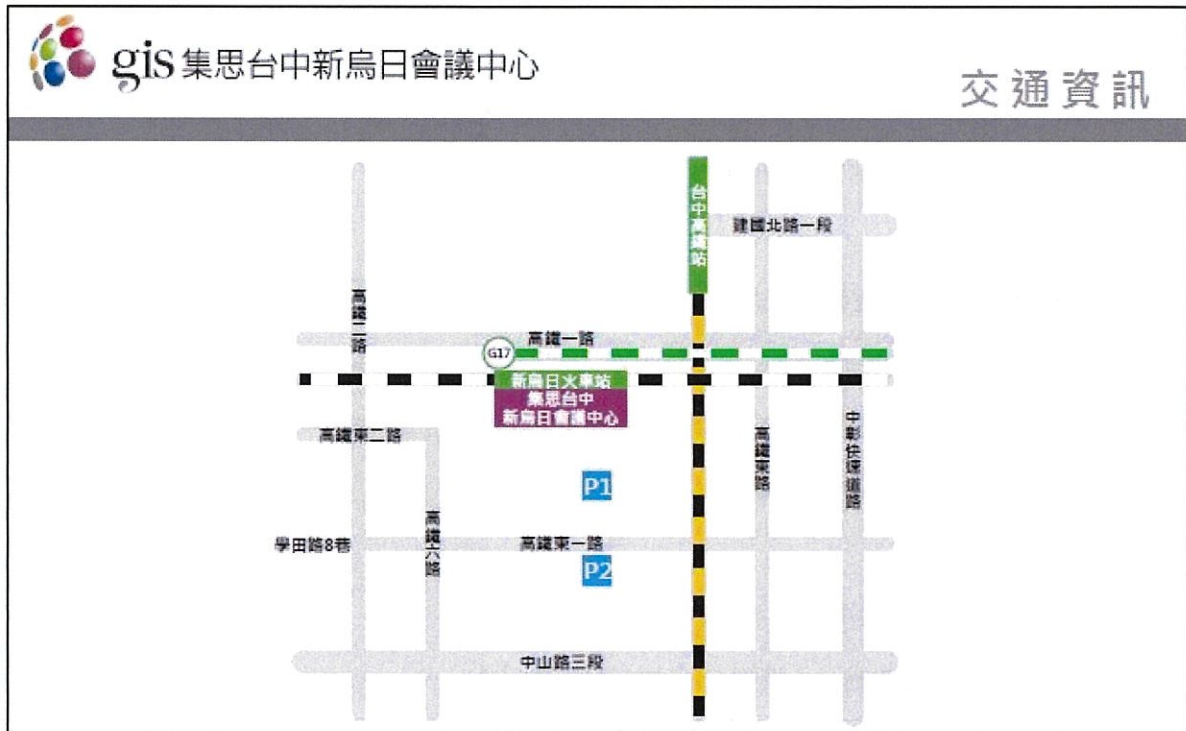 gis 集思台中新烏日會議中心
交通資訊
台中高鐵站
建國北路一段
高鐵二路
高鐵一路
G17
新烏日火車站
集思台中
新烏日會議中心
高鐵東二路
高鐵東路
中彰快速道路
P1
高鐵六路
學田路8巷
高鐵東一路
P2
中山路三段